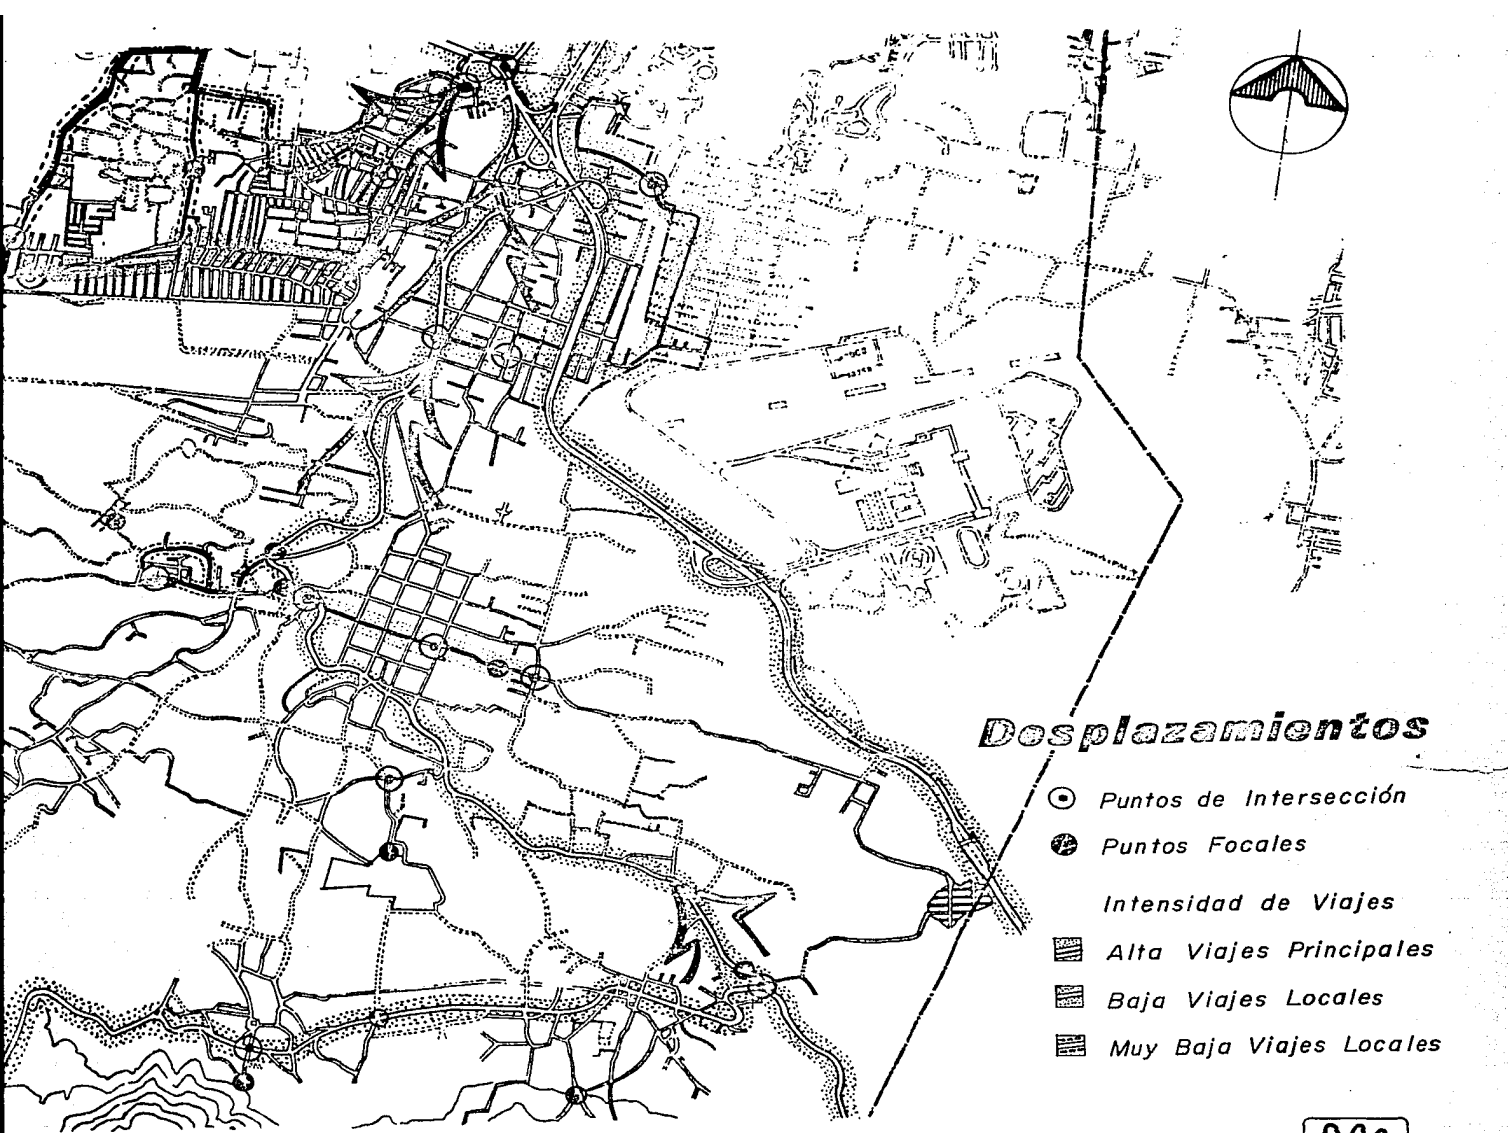 Desplazamientos
Puntos de Intersección
Puntos Focales
Intensidad de Viajes
Alta Viajes Principales
Baja Viajes Locales
Muy Baja Viajes Locales